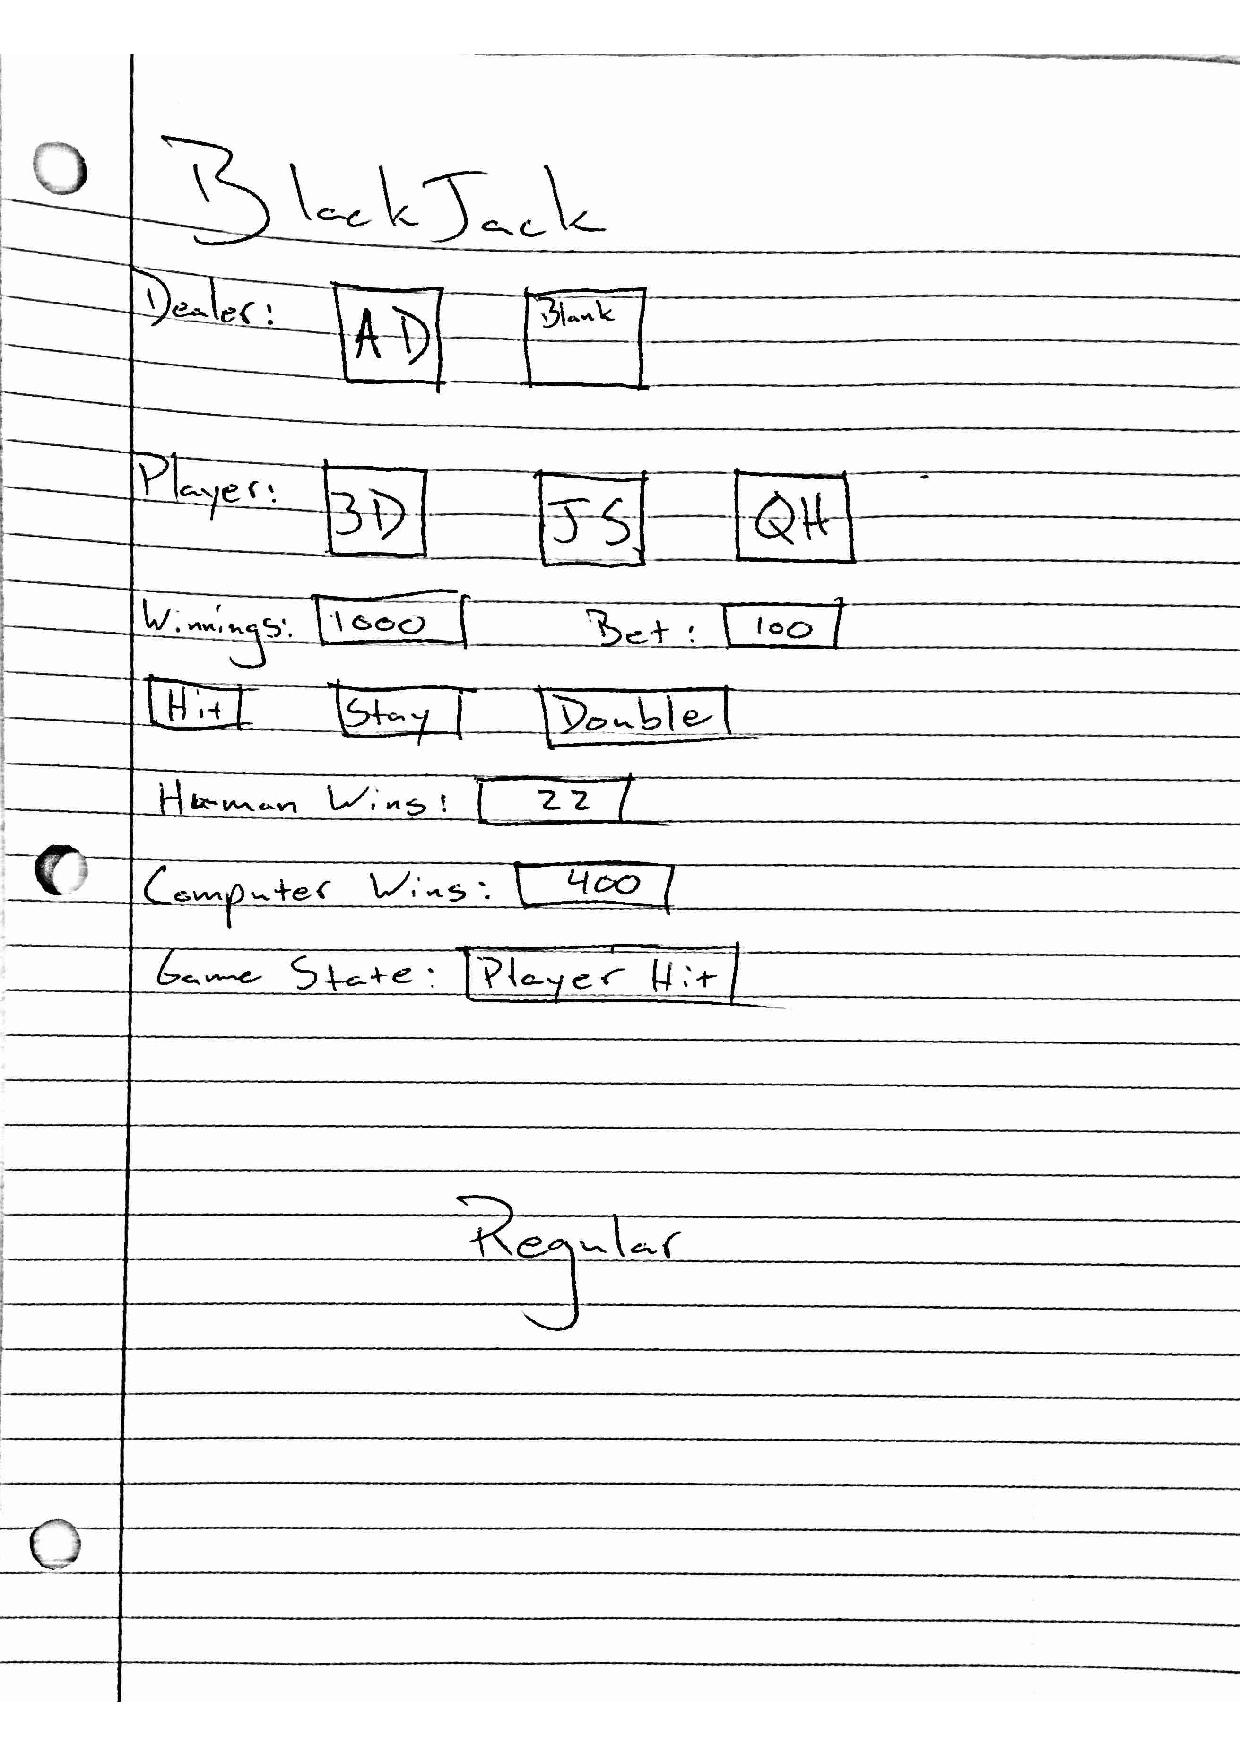 BlackJack
Dealer: AD Blank
Player: 3D JS QH
Winnings: 1000 Bet: 100
Hit Stay Double
Human Wins: 22
Computer Wins: 400
Game State: Player Hit
Regular